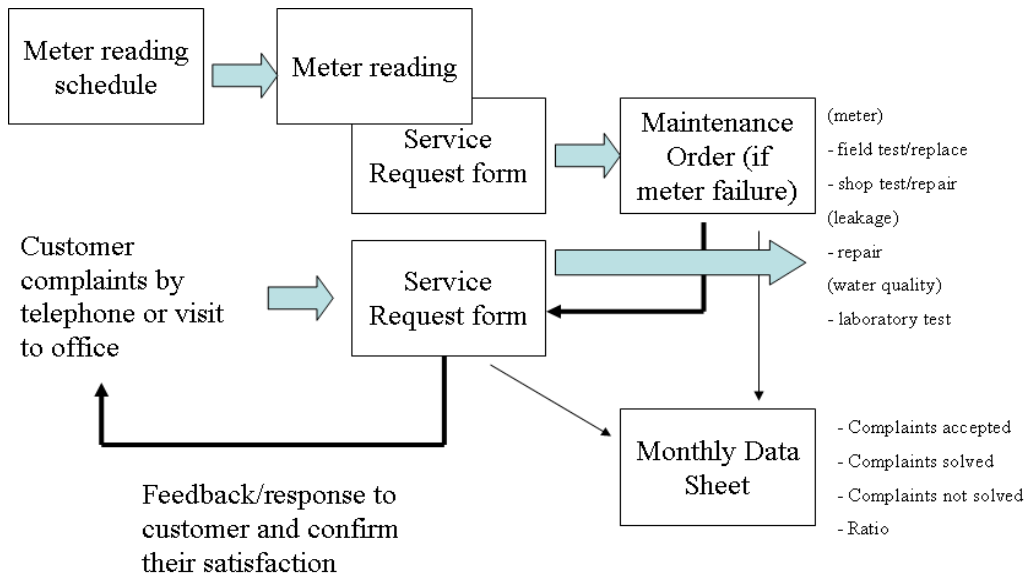 Meter reading
schedule
Meter reading
Service
Request form
Maintenance
Order (if
meter failure)
(meter)
- field test/replace
- shop test/repair
(leakage)
- repair
(water quality)
- laboratory test
Customer
complaints by
telephone or visit
to office
Service
Request form
Monthly Data
Sheet
- Complaints accepted
- Complaints solved
- Complaints not solved
- Ratio
Feedback/response to
customer and confirm
their satisfaction